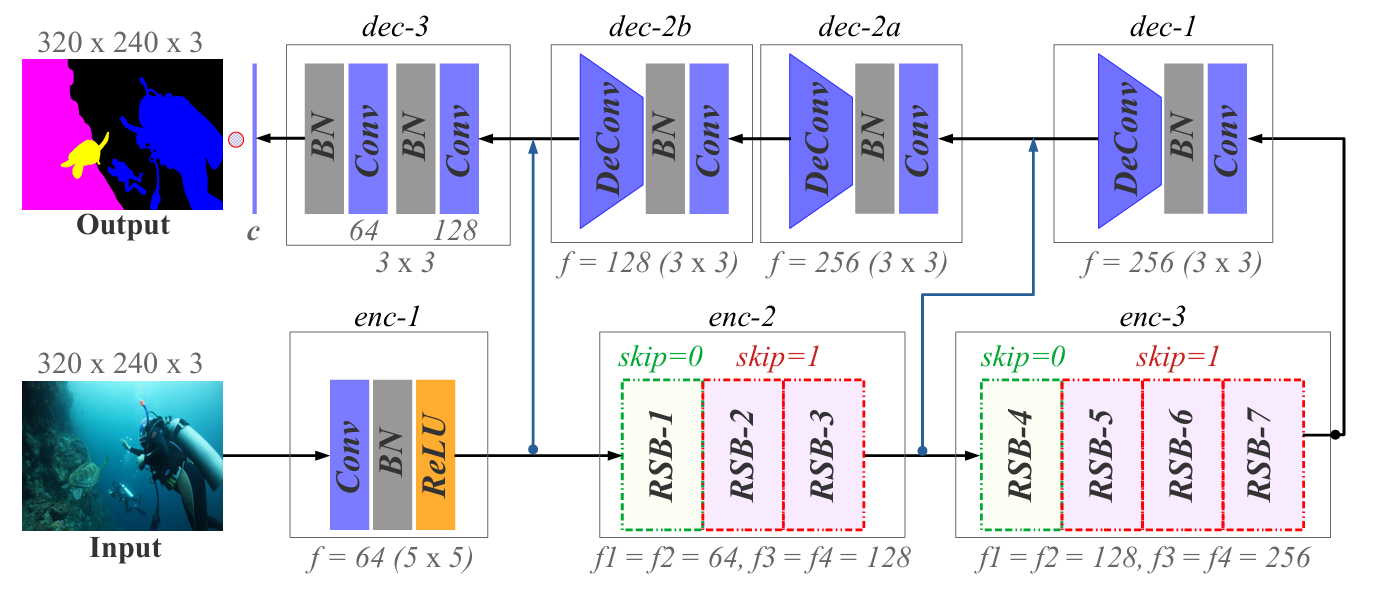 dec-3
dec-2b
dec-2a
dec-1
320 x 240 x 3
BN
Conv
BN
Conv
DeConv
BN
Conv
DeConv
BN
Conv
DeConv
BN
Conv
Output
c
64
128
3 x 3
f = 128 (3 x 3)
f = 256 (3 x 3)
f = 256 (3 x 3)
enc-1
enc-2
enc-3
320 x 240 x 3
skip=0
skip=1
skip=0
skip=1
Conv
BN
ReLU
RSB-1
RSB-2
RSB-3
RSB-4
RSB-5
RSB-6
RSB-7
Input
f = 64 (5 x 5)
f1 = f2 = 64, f3 = f4 = 128
f1 = f2 = 128, f3 = f4 = 256